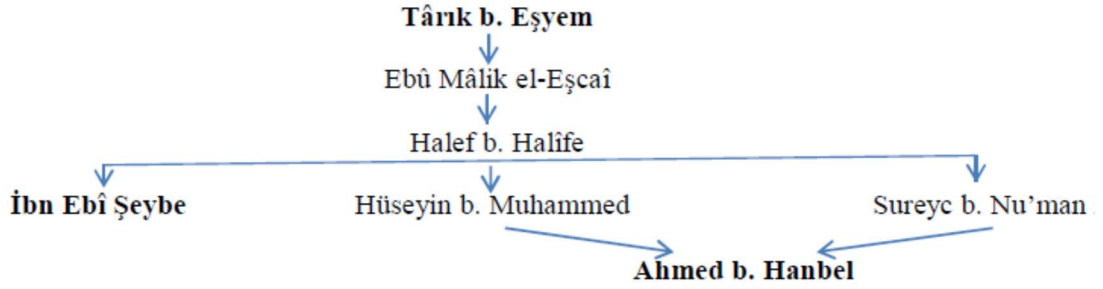 Târık b. Eşyem
Ebû Mâlik el-Eşcaî
Halef b. Halîfe
İbn Ebî Şeybe Hüseyin b. Muhammed Sureyc b. Nu’man
Ahmed b. Hanbel